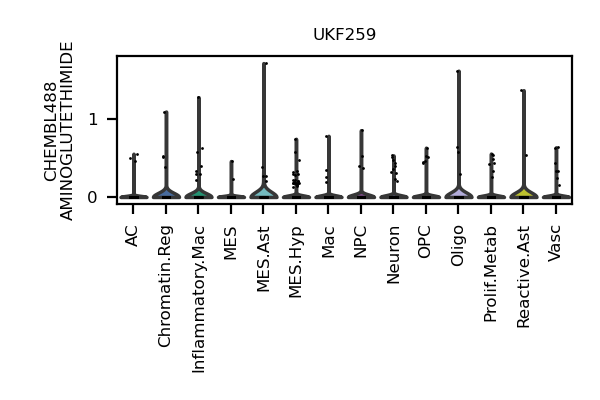 UKF259
CHEMBL488
AMINOGLUTETHIMIDE
1
0
AC
Chromatin.Reg
Inflammatory.Mac
MES
MES.Ast
MES.Hyp
Mac
NPC
Neuron
OPC
Oligo
Prolif.Metab
Reactive.Ast
Vasc